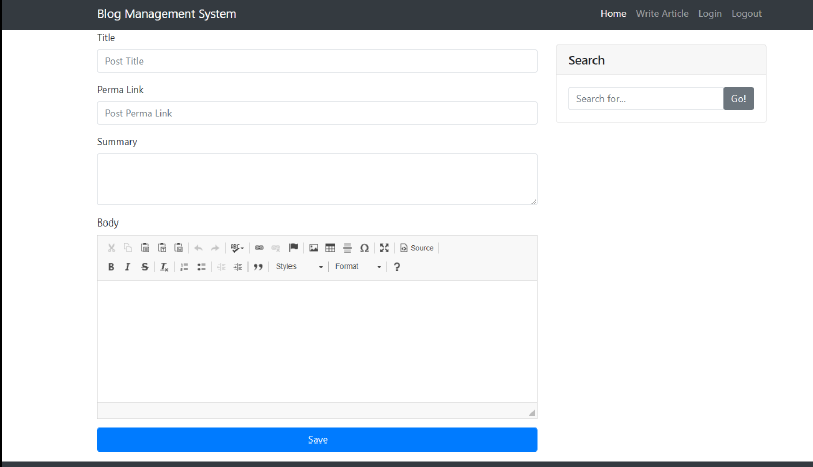 Blog Management System
Home Write Article Login Logout
Title
Post Title
Perma Link
Post Perma Link
Summary
Body
Source
B I S Ix
Styles Format ?
Save
Search
Search for... Go!